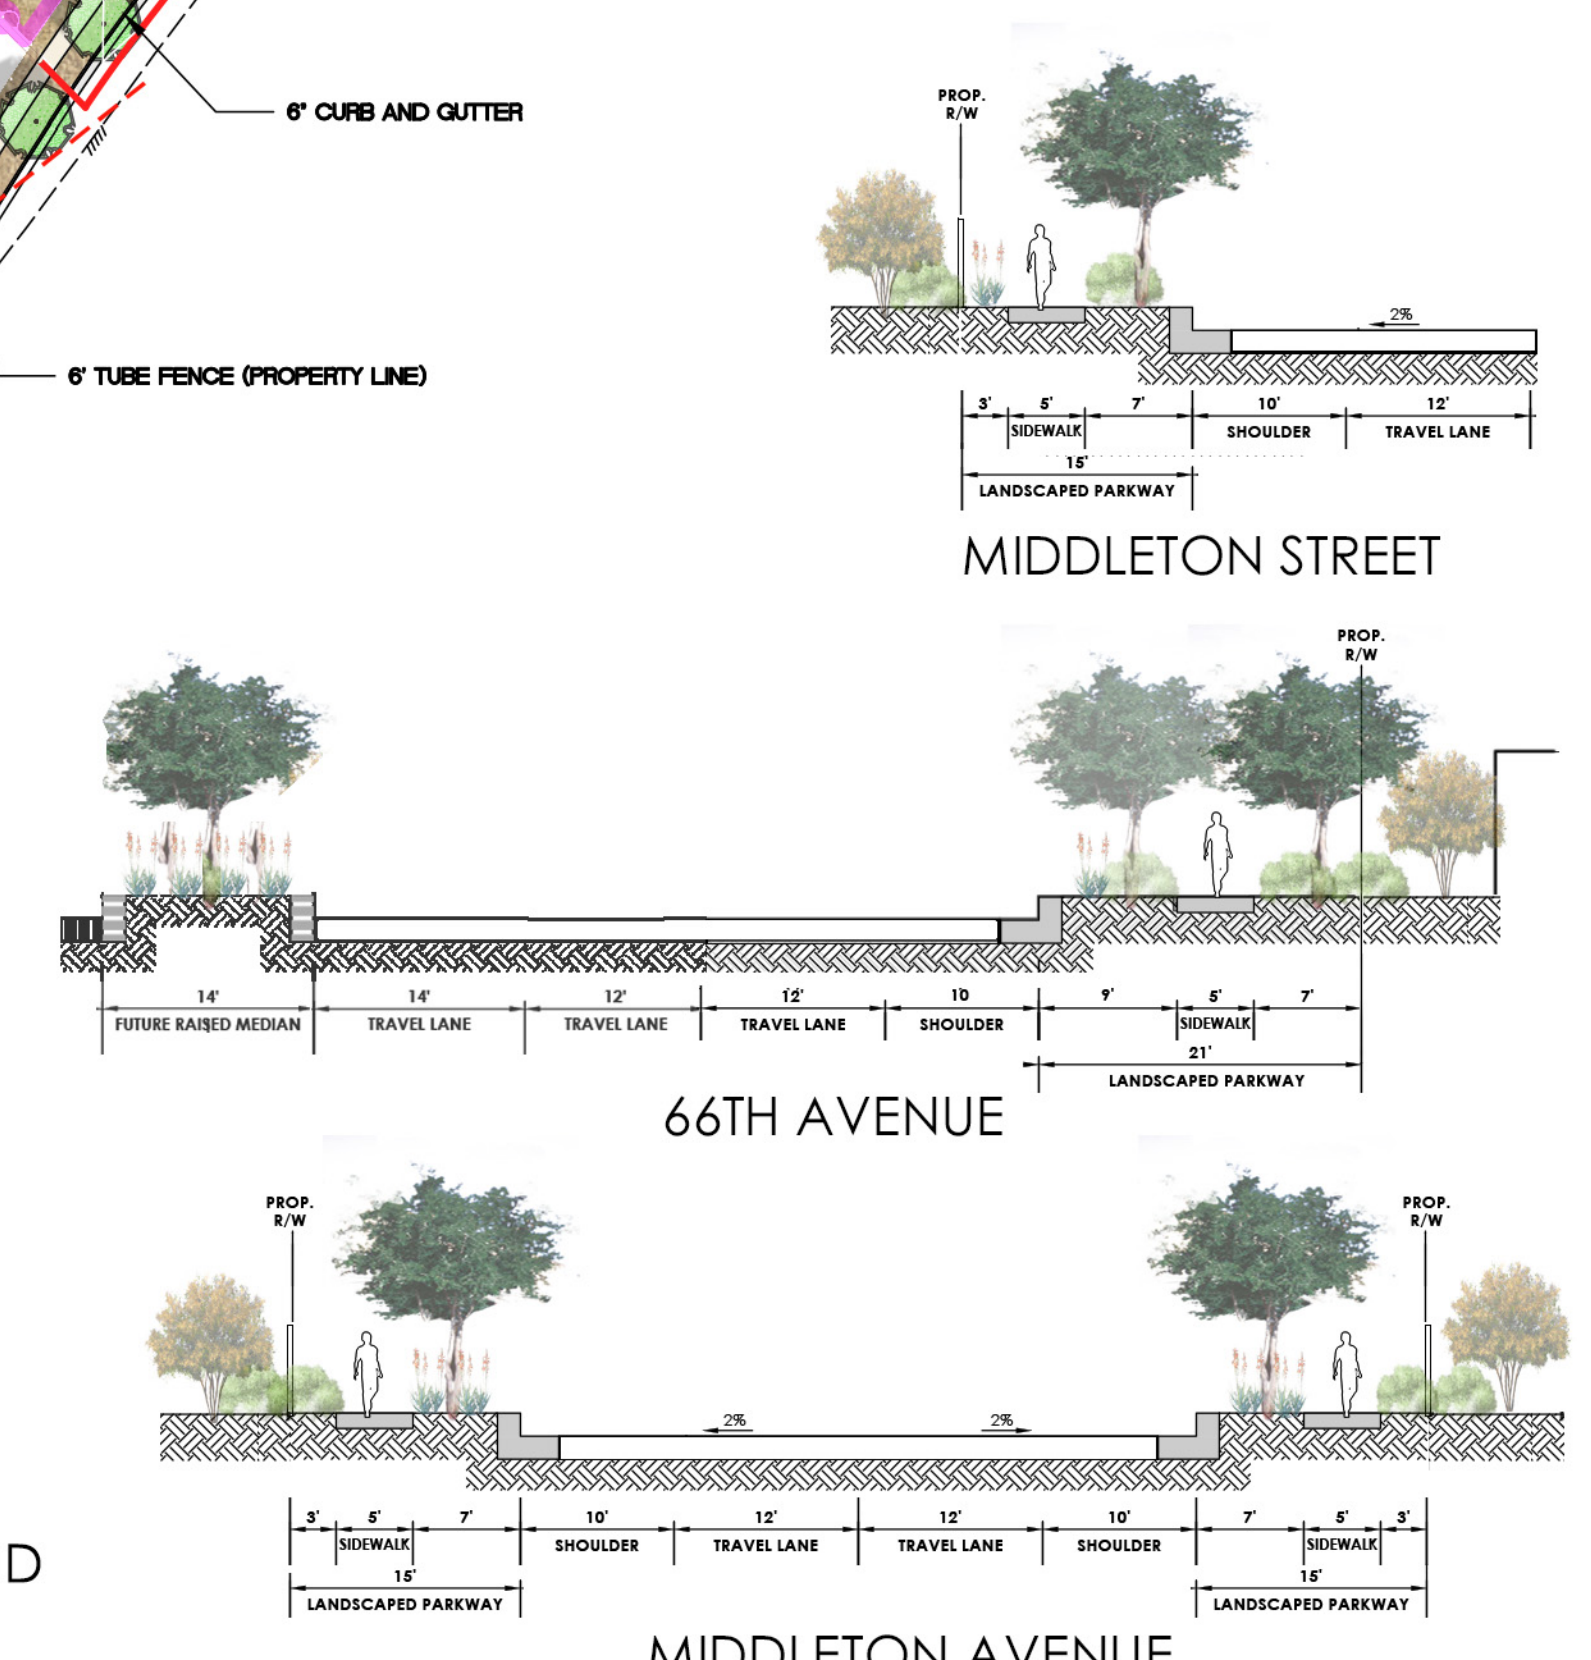 6" CURB AND GUTTER
6' TUBE FENCE (PROPERTY LINE)
PROP.
R/W
2%
3' 5' 7' 10' 12'
SIDEWALK SHOULDER TRAVEL LANE
15'
LANDSCAPED PARKWAY
MIDDLETON STREET
PROP.
R/W
14' 14' 12' 12' 10 9' 5' 7'
FUTURE RAISED MEDIAN TRAVEL LANE TRAVEL LANE TRAVEL LANE SHOULDER SIDEWALK
21'
LANDSCAPED PARKWAY
66TH AVENUE
PROP. PROP.
R/W R/W
2% 2%
3' 5' 7' 10' 12' 12' 10' 7' 5' 3'
SIDEWALK SHOULDER TRAVEL LANE TRAVEL LANE SHOULDER SIDEWALK
15' 15'
LANDSCAPED PARKWAY LANDSCAPED PARKWAY
D
MIDDLETON AVENUE